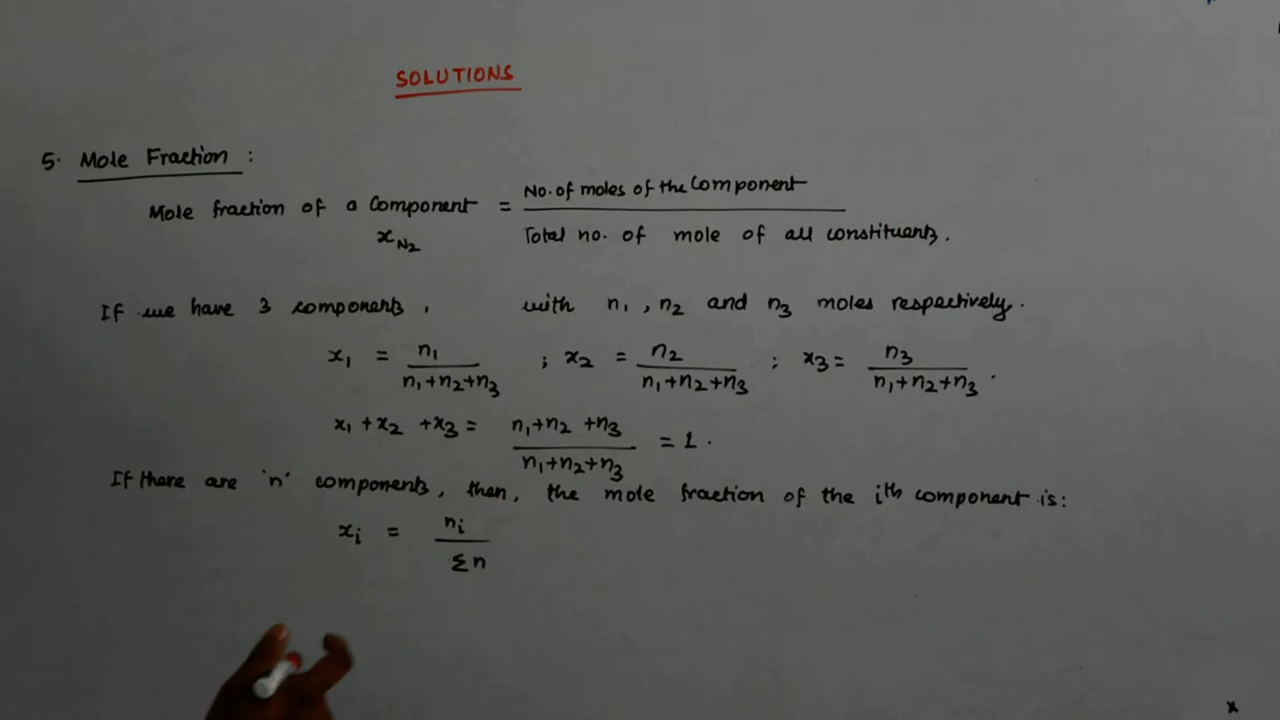 SOLUTIONS
5. Mole Fraction :
Mole fraction of a Component = No. of moles of the Component / Total no. of mole of all constituents.
x_N2
If we have 3 components, with n₁, n₂ and n₃ moles respectively.
x₁ = n₁ / n₁+n₂+n₃ ; x₂ = n₂ / n₁+n₂+n₃ ; x₃ = n₃ / n₁+n₂+n₃ .
x₁ + x₂ + x₃ = n₁+n₂+n₃ / n₁+n₂+n₃ = 1.
If there are 'n' components, then, the mole fraction of the ith component is:
xᵢ = nᵢ / Σn